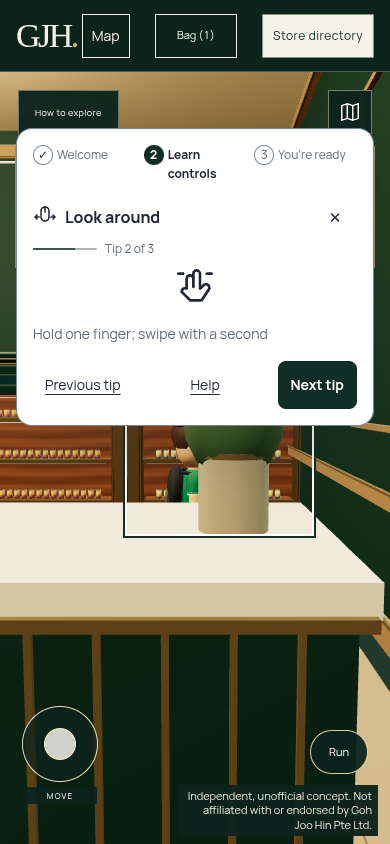 GJH.
Map
Bag (1)
Store directory
How to explore
✓ Welcome
2 Learn controls
3 You're ready
Look around
Tip 2 of 3
Hold one finger; swipe with a second
Previous tip
Help
Next tip
Run
MOVE
Independent, unofficial concept. Not
affiliated with or endorsed by Goh
Joo Hin Pte Ltd.